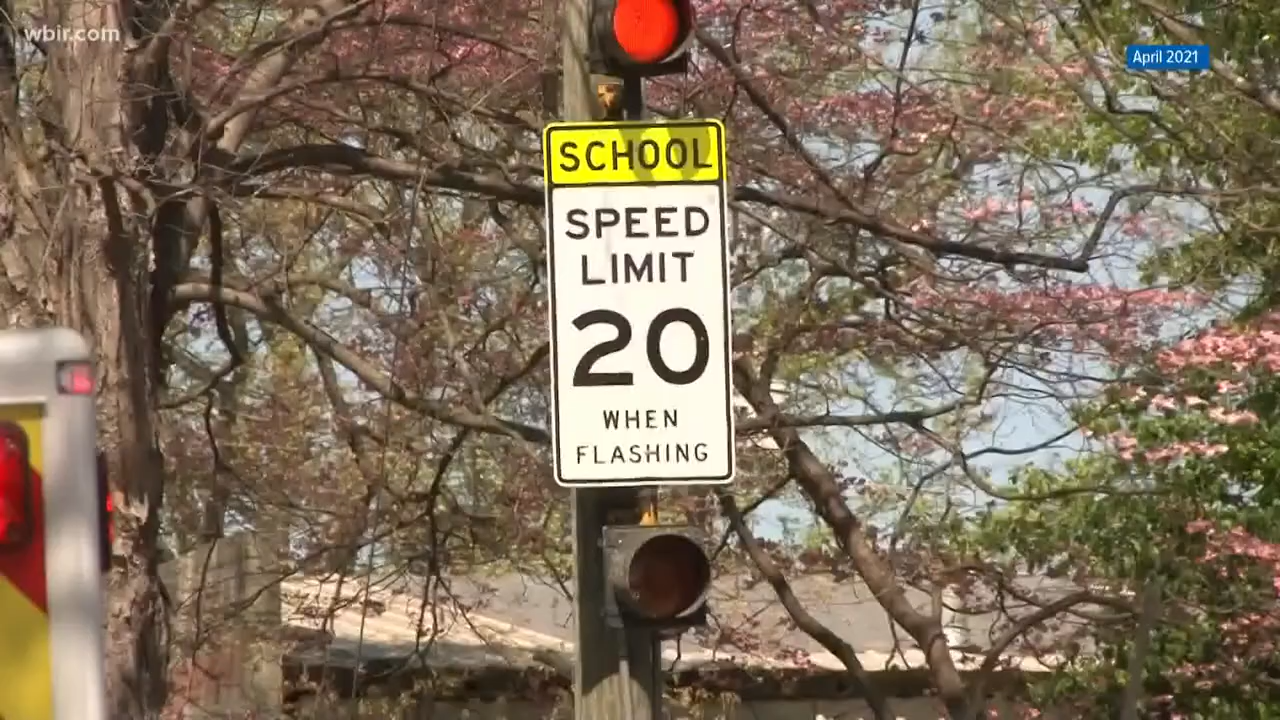 wbir.com
April 2021
SCHOOL
SPEED
LIMIT
20
WHEN
FLASHING